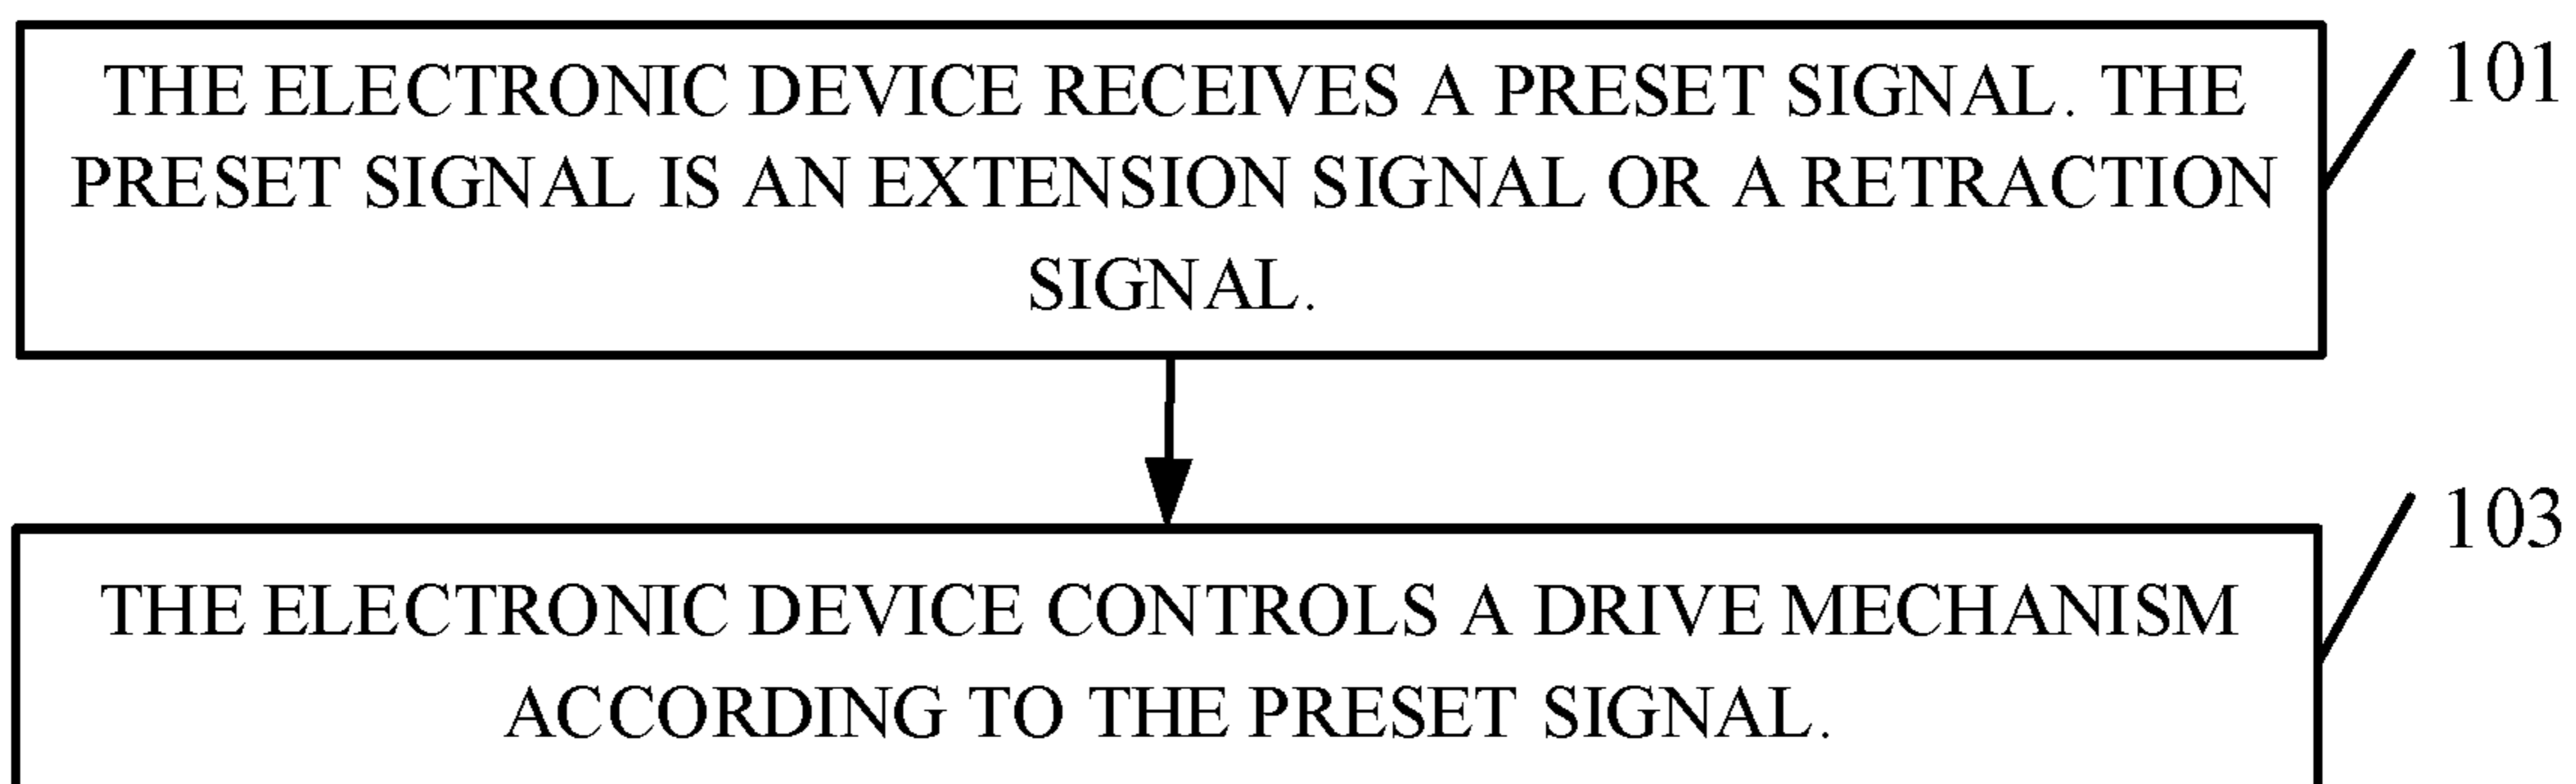 THE ELECTRONIC DEVICE RECEIVES A PRESET SIGNAL. THE
PRESET SIGNAL IS AN EXTENSION SIGNAL OR A RETRACTION
SIGNAL.
101
THE ELECTRONIC DEVICE CONTROLS A DRIVE MECHANISM
ACCORDING TO THE PRESET SIGNAL.
103